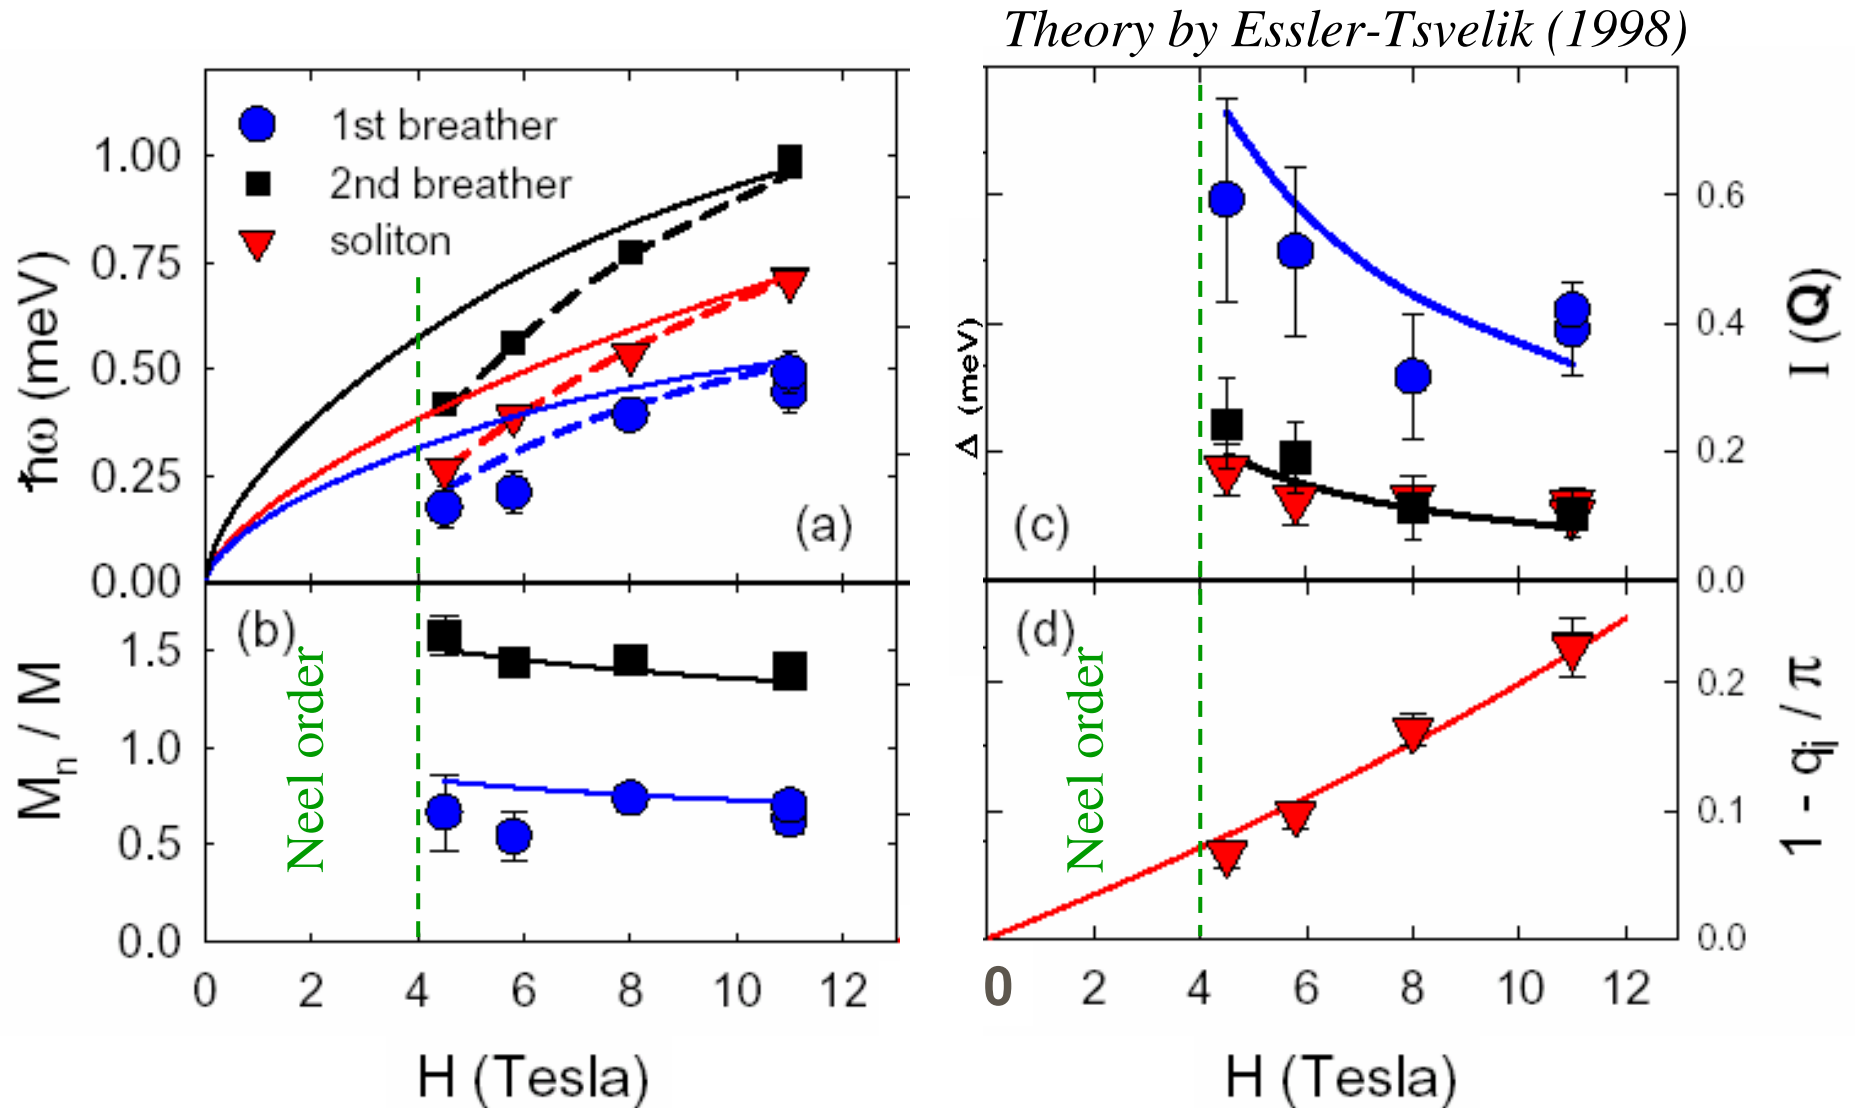 Theory by Essler-Tsvelik (1998)
1st breather
2nd breather
soliton
1.00
0.75
0.50
0.25
0.00
ħω (meV)
(a)
(b)
1.5
1.0
0.5
0.0
Mn / M
Neel order
0 2 4 6 8 10 12
H (Tesla)
Δ (meV)
(c)
0.6
0.4
0.2
0.0
I (Q)
(d)
0.2
0.1
0.0
1 - qi / π
Neel order
0 2 4 6 8 10 12
H (Tesla)